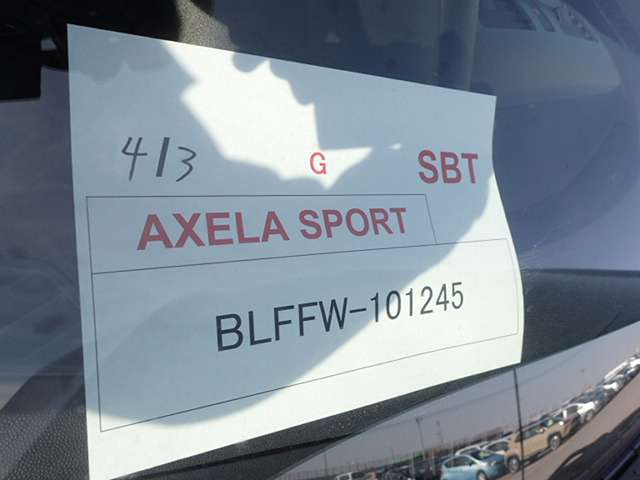 413 G SBT
AXELA SPORT
BLFFW-101245